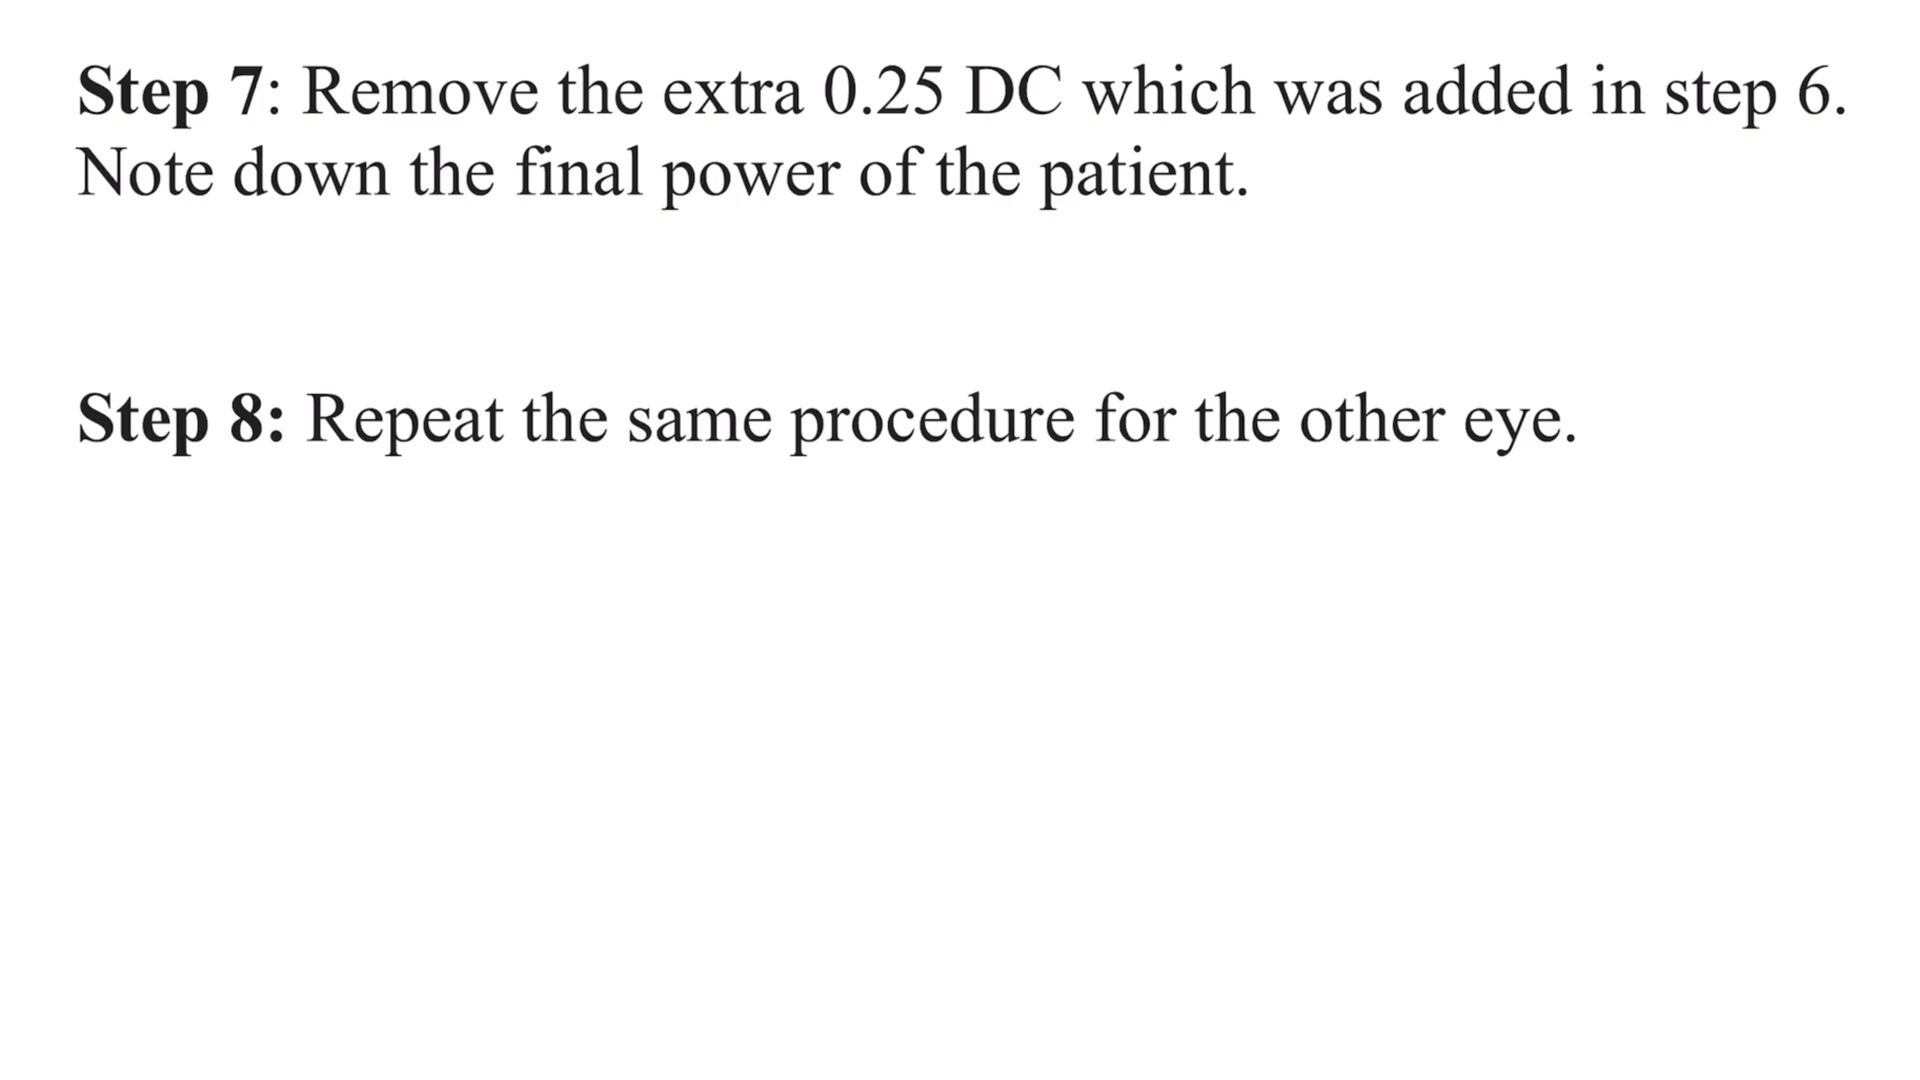 Step 7: Remove the extra 0.25 DC which was added in step 6.
Note down the final power of the patient.
Step 8: Repeat the same procedure for the other eye.